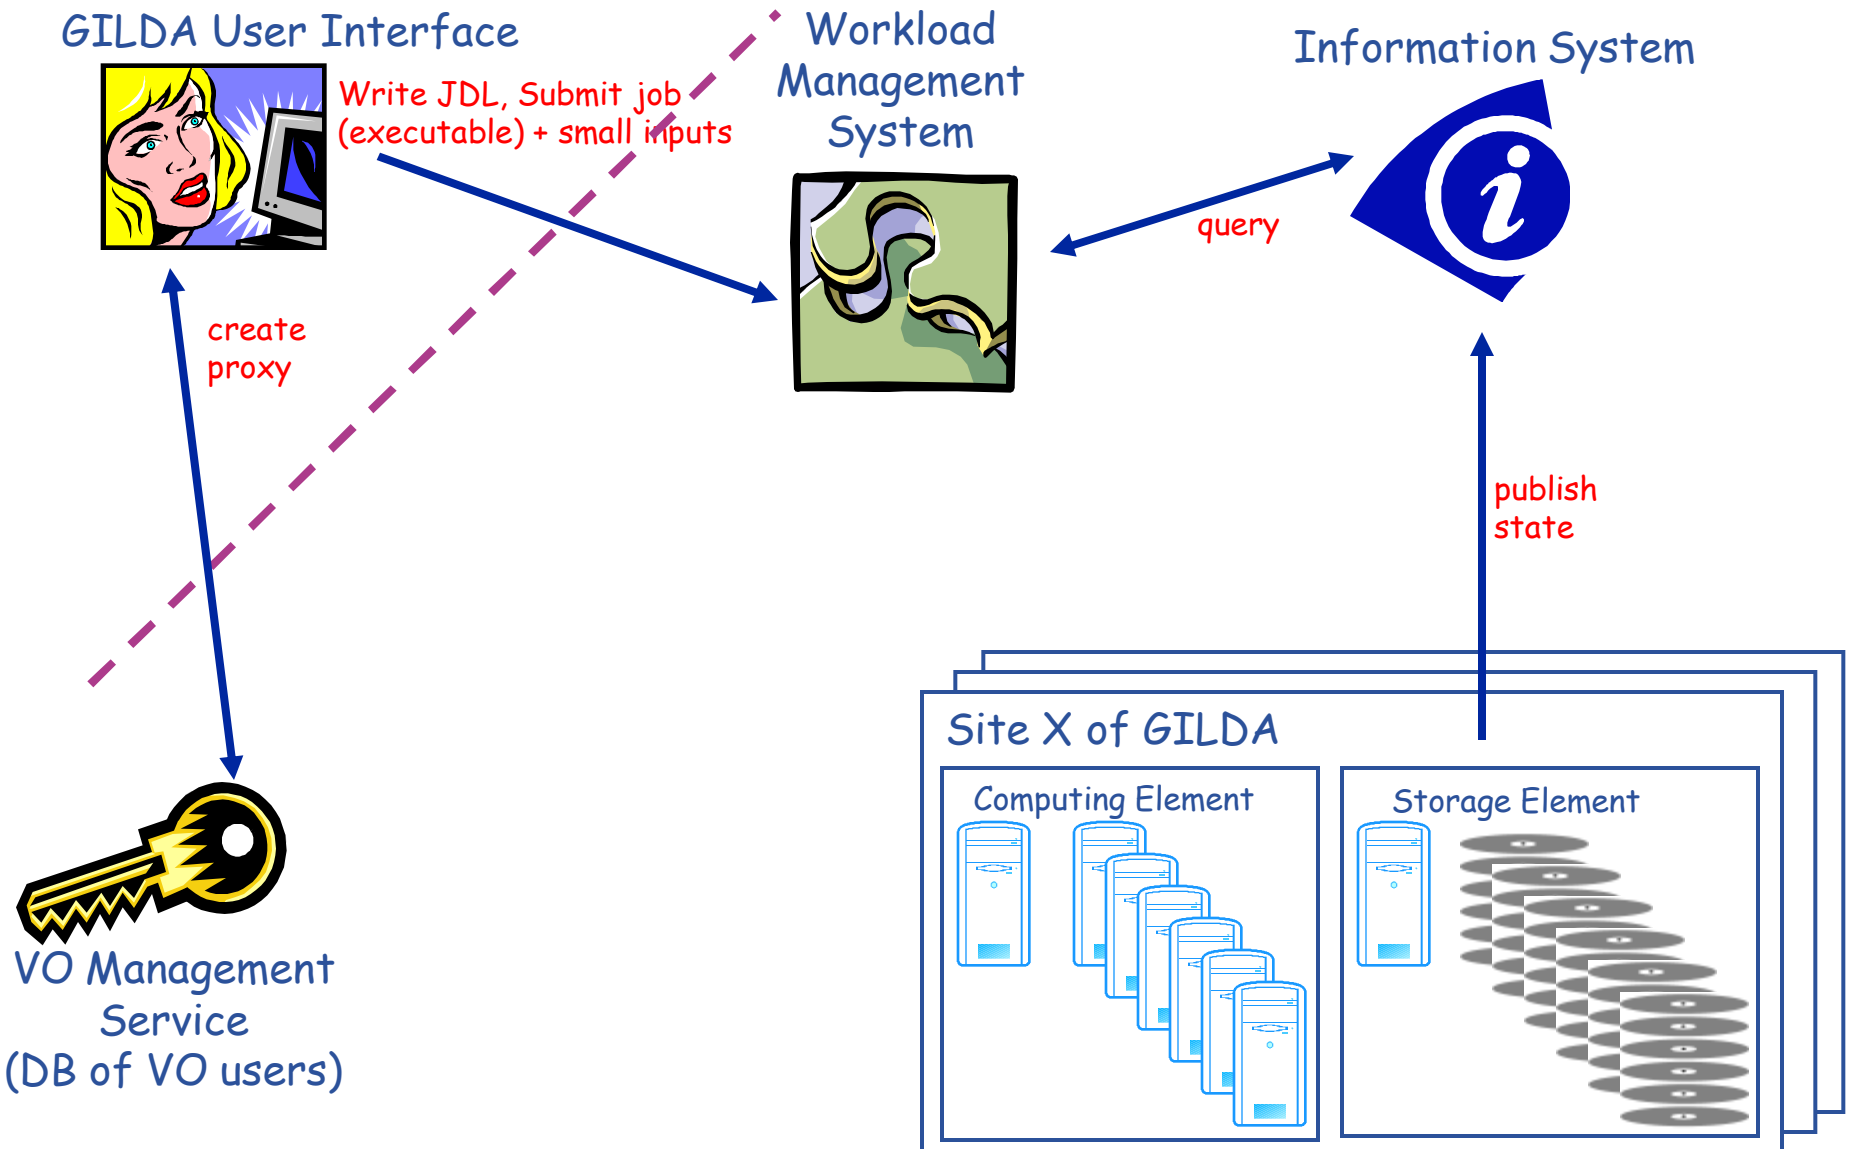 GILDA User Interface
Write JDL, Submit job
(executable) + small inputs
Workload
Management
System
Information System
query
create
proxy
publish
state
Site X of GILDA
Computing Element
Storage Element
VO Management
Service
(DB of VO users)